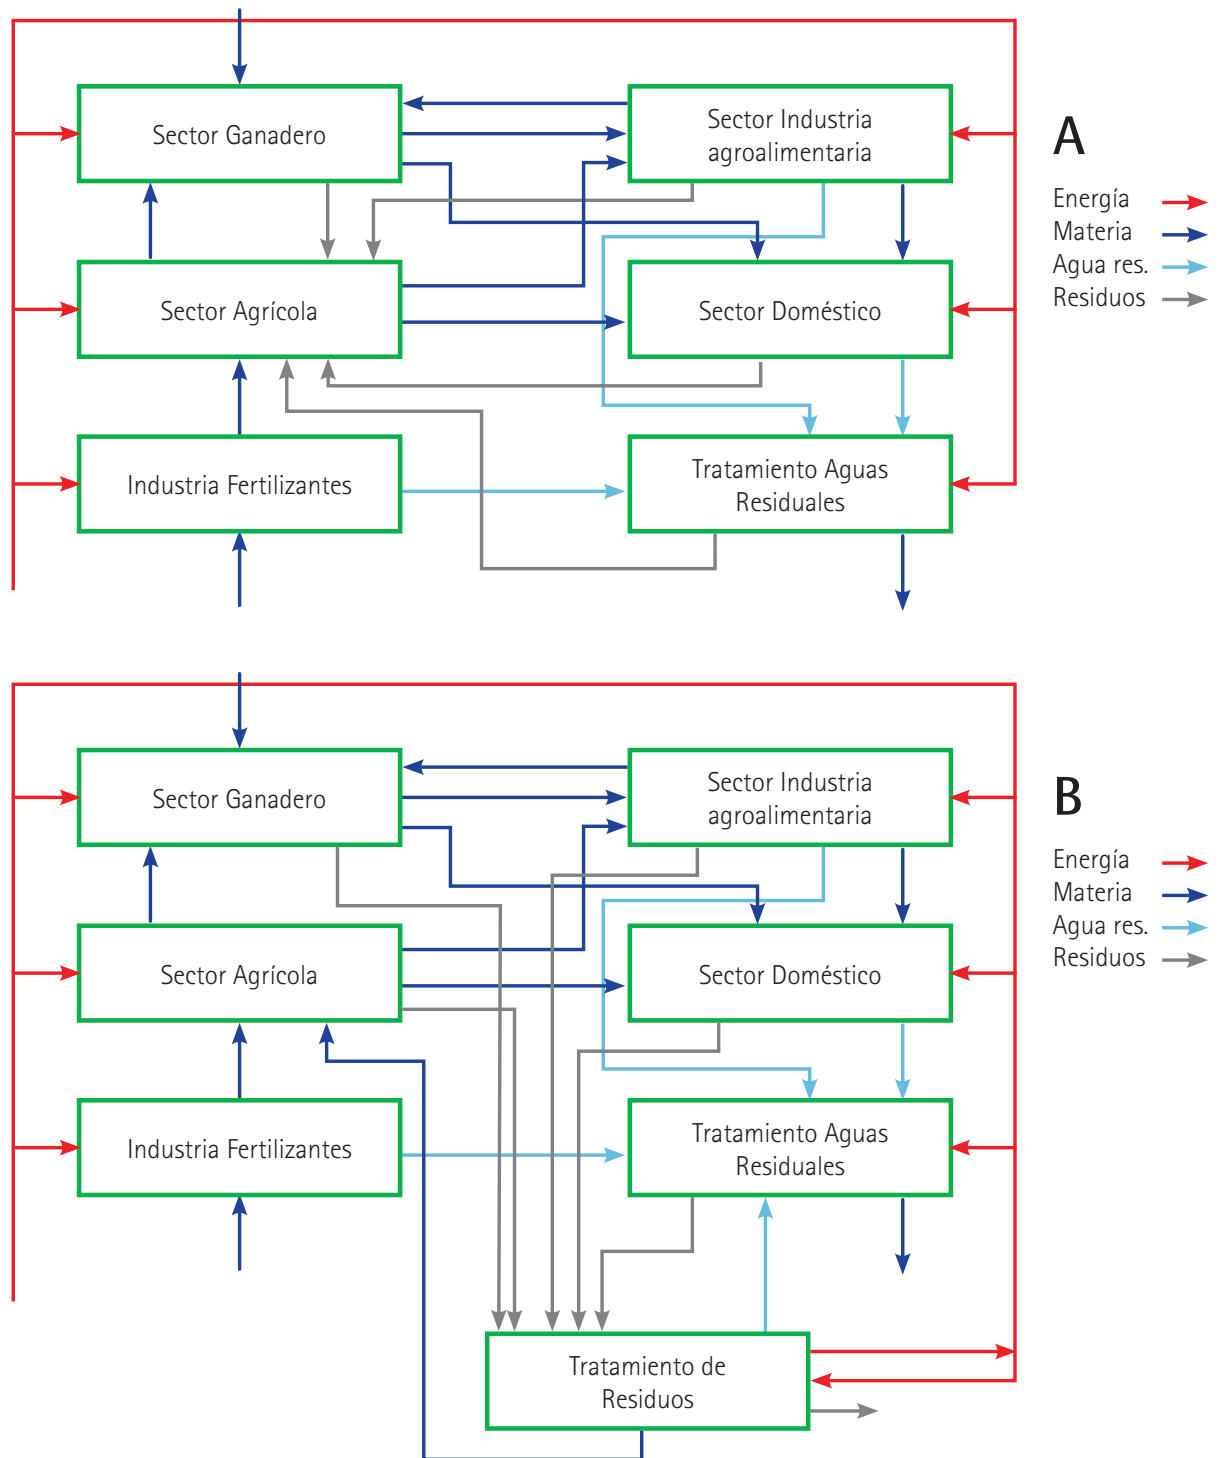 Sector Ganadero
Sector Industria
agroalimentaria
Sector Agrícola
Sector Doméstico
Industria Fertilizantes
Tratamiento Aguas
Residuales
A
Energía
Materia
Agua res.
Residuos
Sector Ganadero
Sector Industria
agroalimentaria
Sector Agrícola
Sector Doméstico
Industria Fertilizantes
Tratamiento Aguas
Residuales
Tratamiento de
Residuos
B
Energía
Materia
Agua res.
Residuos